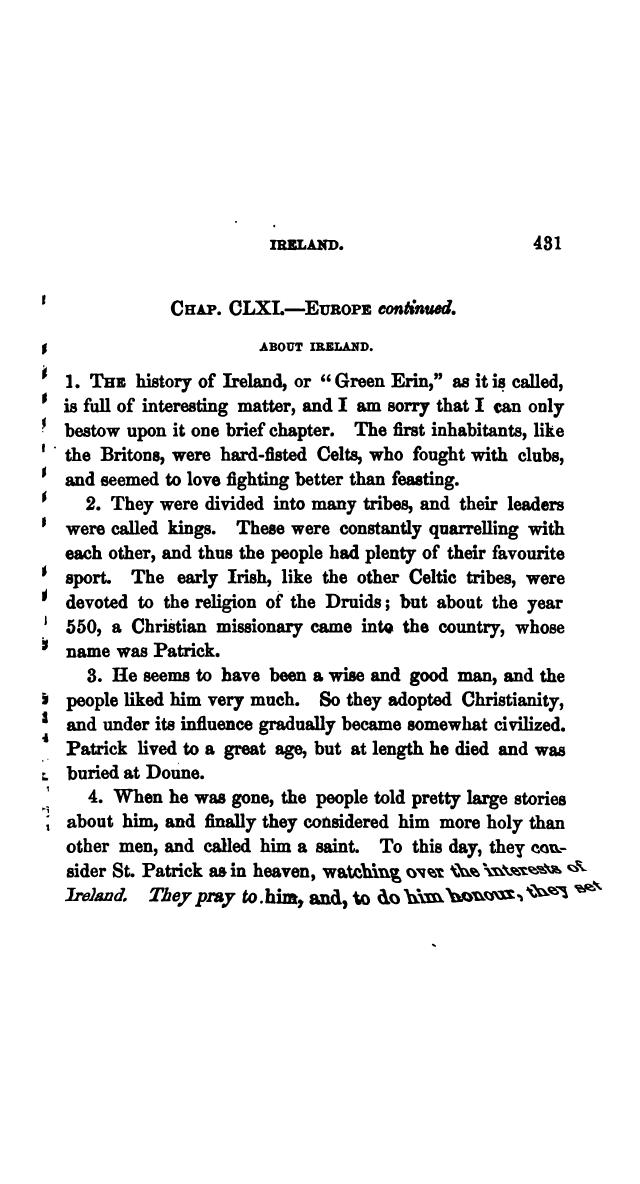 IRELAND. 431
CHAP. CLXI.—EUROPE continued.
ABOUT IRELAND.
1. THE history of Ireland, or "Green Erin," as it is called,
is full of interesting matter, and I am sorry that I can only
bestow upon it one brief chapter. The first inhabitants, like
the Britons, were hard-fisted Celts, who fought with clubs,
and seemed to love fighting better than feasting.
2. They were divided into many tribes, and their leaders
were called kings. These were constantly quarrelling with
each other, and thus the people had plenty of their favourite
sport. The early Irish, like the other Celtic tribes, were
devoted to the religion of the Druids; but about the year
550, a Christian missionary came into the country, whose
name was Patrick.
3. He seems to have been a wise and good man, and the
people liked him very much. So they adopted Christianity,
and under its influence gradually became somewhat civilized.
Patrick lived to a great age, but at length he died and was
buried at Doune.
4. When he was gone, the people told pretty large stories
about him, and finally they considered him more holy than
other men, and called him a saint. To this day, they con-
sider St. Patrick as in heaven, watching over the interests of
Ireland. They pray to him, and, to do him honour, they set